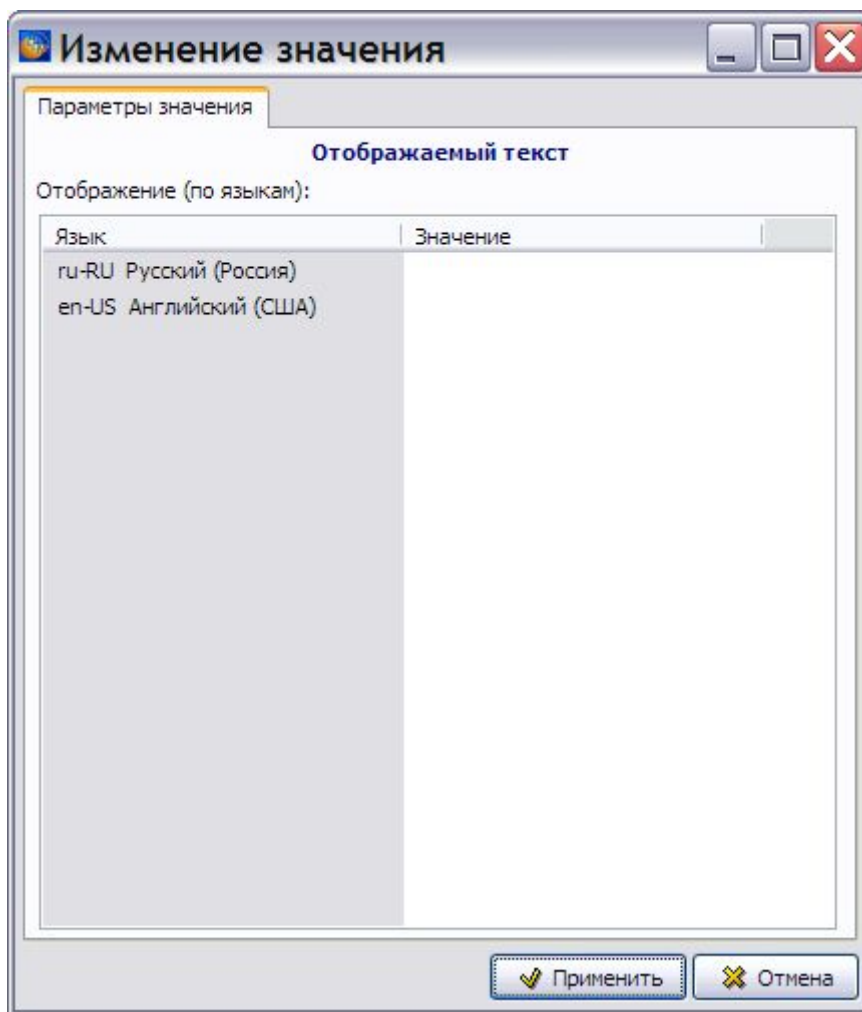 Изменение значения
Параметры значения
Отображаемый текст
Отображение (по языкам):
Язык Значение
ru-RU Русский (Россия)
en-US Английский (США)
Применить Отмена